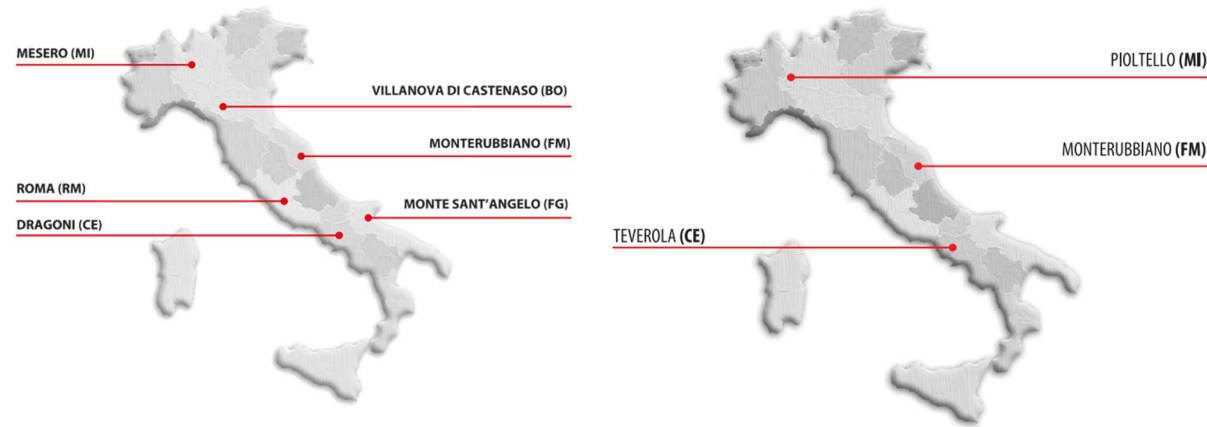 MESERO (MI)
VILLANOVA DI CASTENASO (BO)
MONTERUBBIANO (FM)
ROMA (RM)
MONTE SANT'ANGELO (FG)
DRAGONI (CE)
PIOLTELLO (MI)
MONTERUBBIANO (FM)
TEVEROLA (CE)